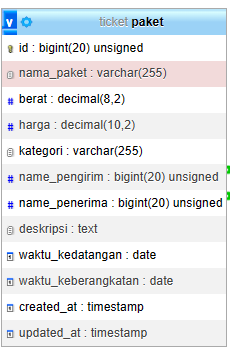 v ticket paket
id : bigint(20) unsigned
nama_paket : varchar(255)
# berat : decimal(8,2)
# harga : decimal(10,2)
kategori : varchar(255)
# name_pengirim : bigint(20) unsigned
# name_penerima : bigint(20) unsigned
deskripsi : text
waktu_kedatangan : date
waktu_keberangkatan : date
created_at : timestamp
updated_at : timestamp